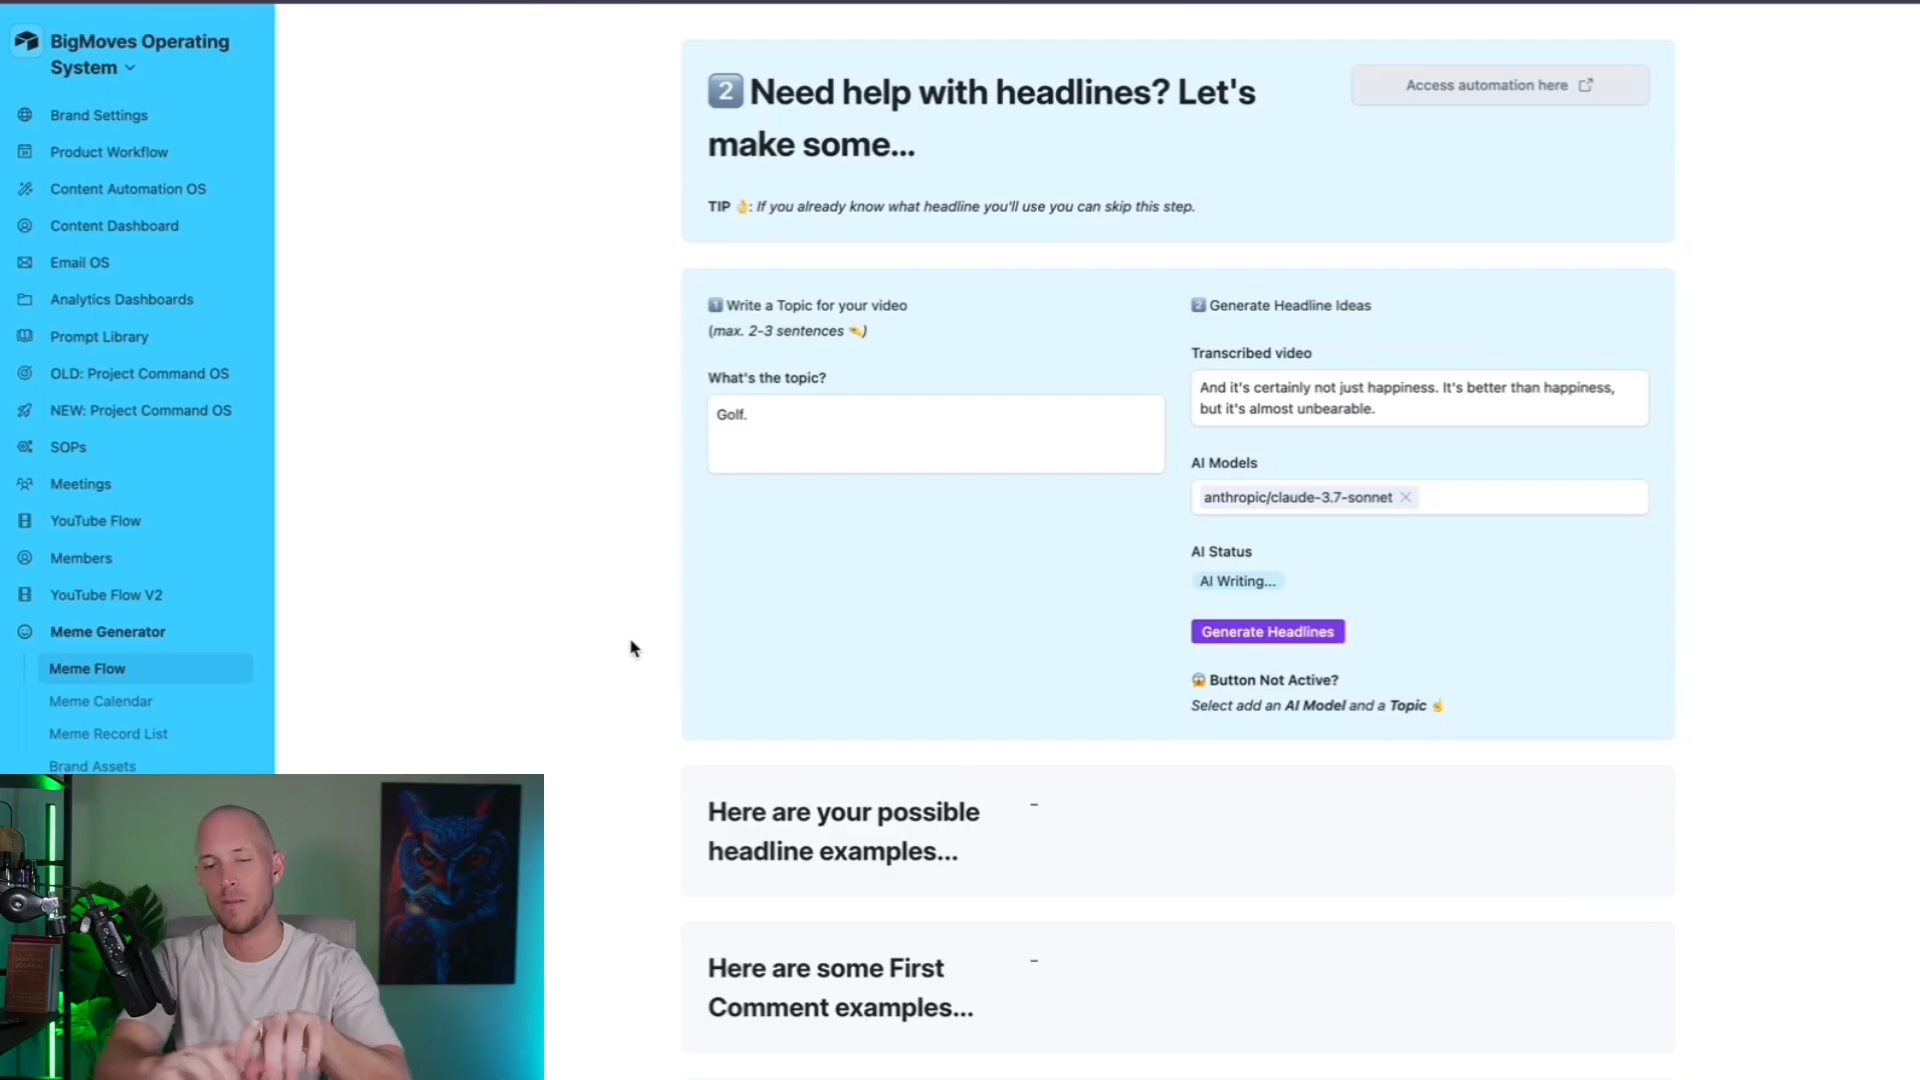 BigMoves Operating
System
Brand Settings
Product Workflow
Content Automation OS
Content Dashboard
Email OS
Analytics Dashboards
Prompt Library
OLD: Project Command OS
NEW: Project Command OS
SOPs
Meetings
YouTube Flow
Members
YouTube Flow V2
Meme Generator
Meme Flow
Meme Calendar
Meme Record List
Brand Assets
2 Need help with headlines? Let's
make some...
Access automation here
TIP 👌: If you already know what headline you'll use you can skip this step.
1 Write a Topic for your video
(max. 2-3 sentences 🤏)
What's the topic?
Golf.
2 Generate Headline Ideas
Transcribed video
And it's certainly not just happiness. It's better than happiness,
but it's almost unbearable.
AI Models
anthropic/claude-3.7-sonnet
AI Status
AI Writing...
Generate Headlines
😱 Button Not Active?
Select add an AI Model and a Topic ☝️
Here are your possible
headline examples...
–
Here are some First
Comment examples...
–